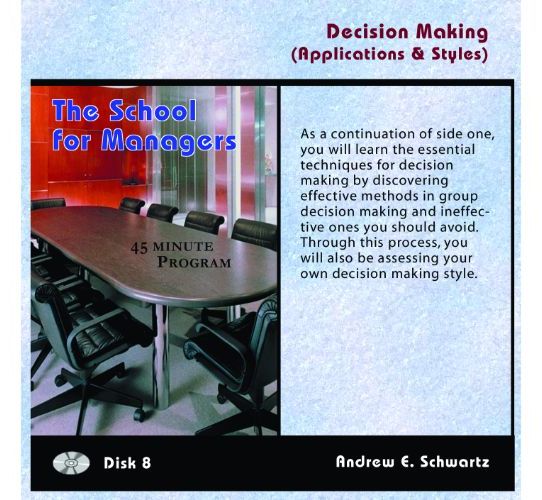 Decision Making
(Applications & Styles)
The School
for Managers
45 MINUTE
PROGRAM
As a continuation of side one,
you will learn the essential
techniques for decision
making by discovering
effective methods in group
decision making and ineffec-
tive ones you should avoid.
Through this process, you
will also be assessing your
own decision making style.
Disk 8
Andrew E. Schwartz